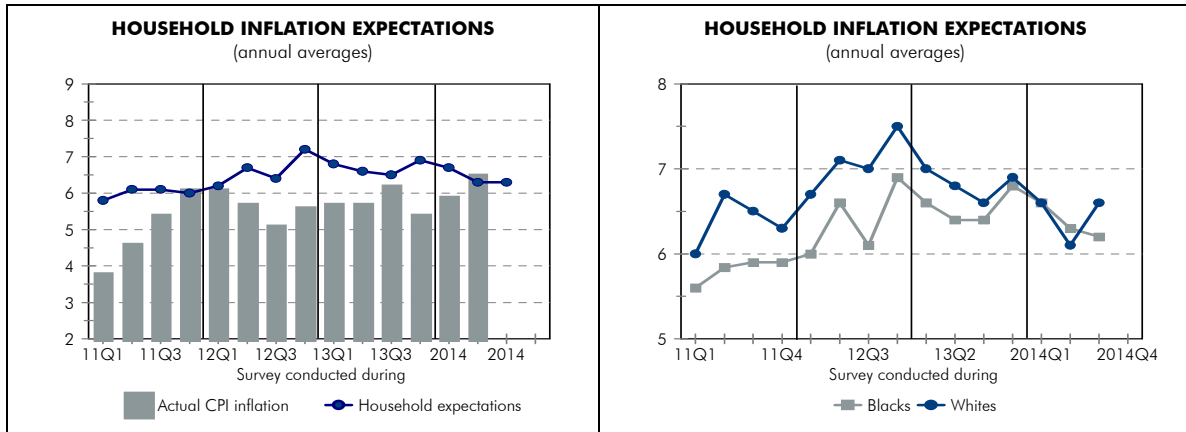 HOUSEHOLD INFLATION EXPECTATIONS
(annual averages)
9
8
7
6
5
4
3
2
11Q1 11Q3 12Q1 12Q3 13Q1 13Q3 2014 2014
Survey conducted during
Actual CPI inflation Household expectations
HOUSEHOLD INFLATION EXPECTATIONS
(annual averages)
8
7
6
5
11Q1 11Q4 12Q3 13Q2 2014Q1 2014Q4
Survey conducted during
Blacks Whites